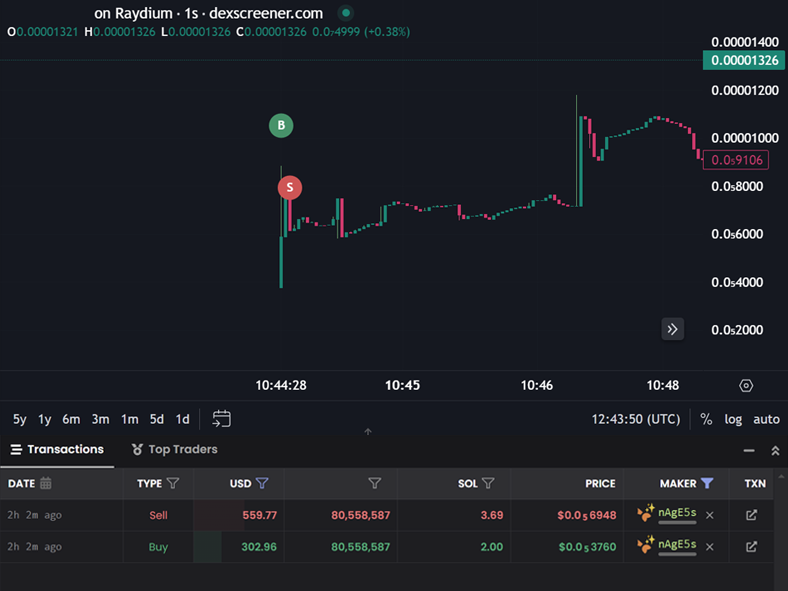 on Raydium · 1s · dexscreener.com
O0.00001321 H0.00001326 L0.00001326 C0.00001326 0.0₇4999 (+0.38%)
0.00001400
0.00001326
0.00001200
B
0.00001000
0.0₅9106
S
0.0₅8000
0.0₅6000
0.0₅4000
0.0₅2000
10:44:28 10:45 10:46 10:48
5y 1y 6m 3m 1m 5d 1d 12:43:50 (UTC) % log auto
Transactions Top Traders
DATE TYPE USD SOL PRICE MAKER TXN
2h 2m ago Sell 559.77 80,558,587 3.69 $0.0₅6948 nAgE5s
2h 2m ago Buy 302.96 80,558,587 2.00 $0.0₅3760 nAgE5s